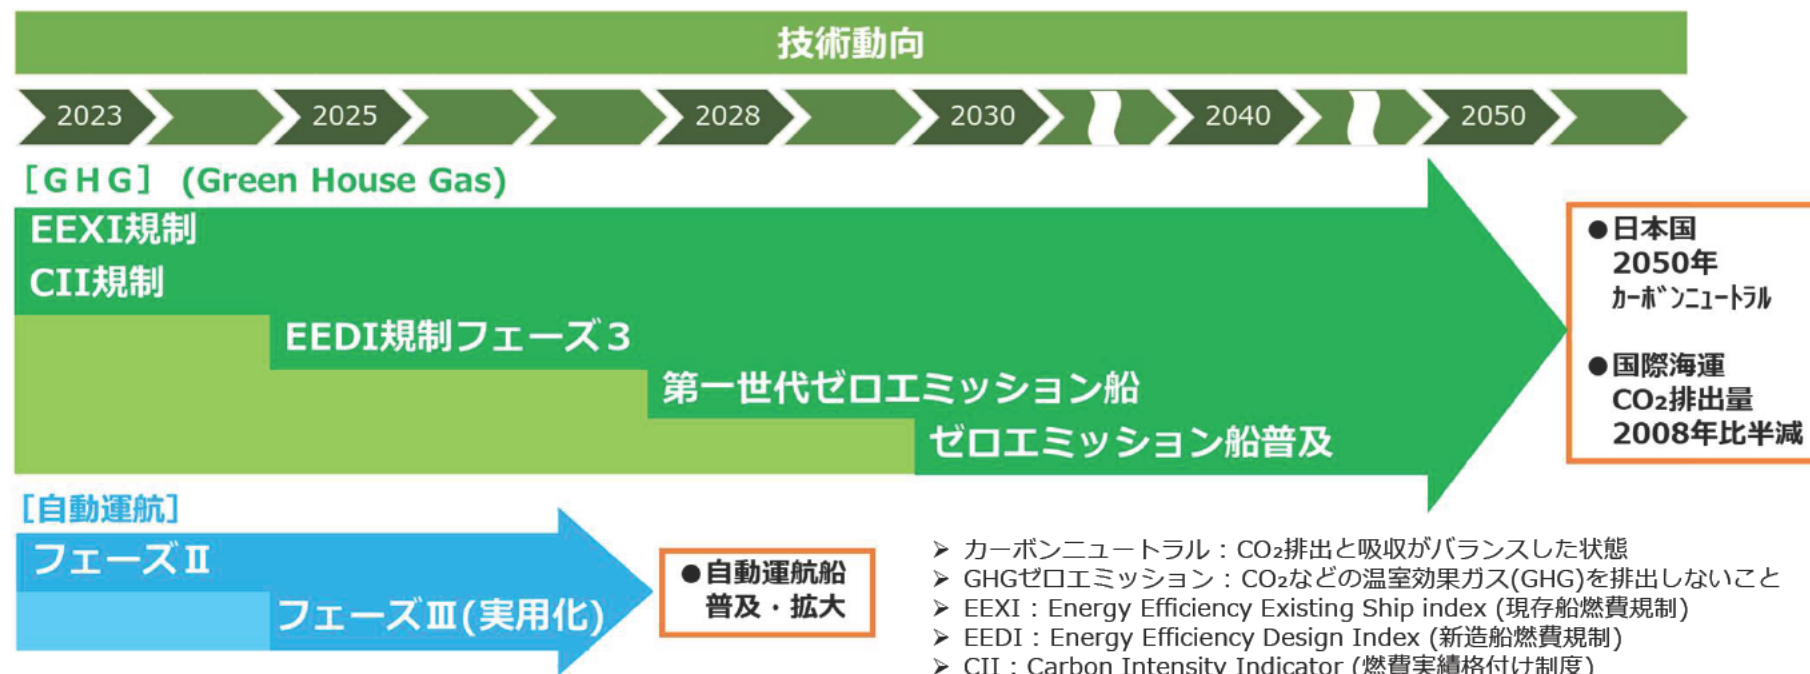 技術動向
2023 2025 2028 2030 2040 2050
［ＧＨＧ］ (Green House Gas)
EEXI規制
CII規制
EEDI規制フェーズ３
第一世代ゼロエミッション船
ゼロエミッション船普及
●日本国
2050年
ｶｰﾎﾞﾝﾆｭｰﾄﾗﾙ
●国際海運
CO₂排出量
2008年比半減
［自動運航］
フェーズⅡ
フェーズⅢ(実用化)
●自動運航船
普及・拡大
➢ カーボンニュートラル：CO₂排出と吸収がバランスした状態
➢ GHGゼロエミッション：CO₂などの温室効果ガス(GHG)を排出しないこと
➢ EEXI：Energy Efficiency Existing Ship index (現存船燃費規制)
➢ EEDI：Energy Efficiency Design Index (新造船燃費規制)
➢ CII：Carbon Intensity Indicator (燃費実績格付け制度)